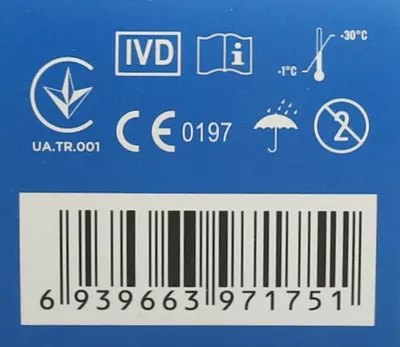 IVD
i
-30°C
-1°C
UA.TR.001
CE 0197
2
6 939663 971751